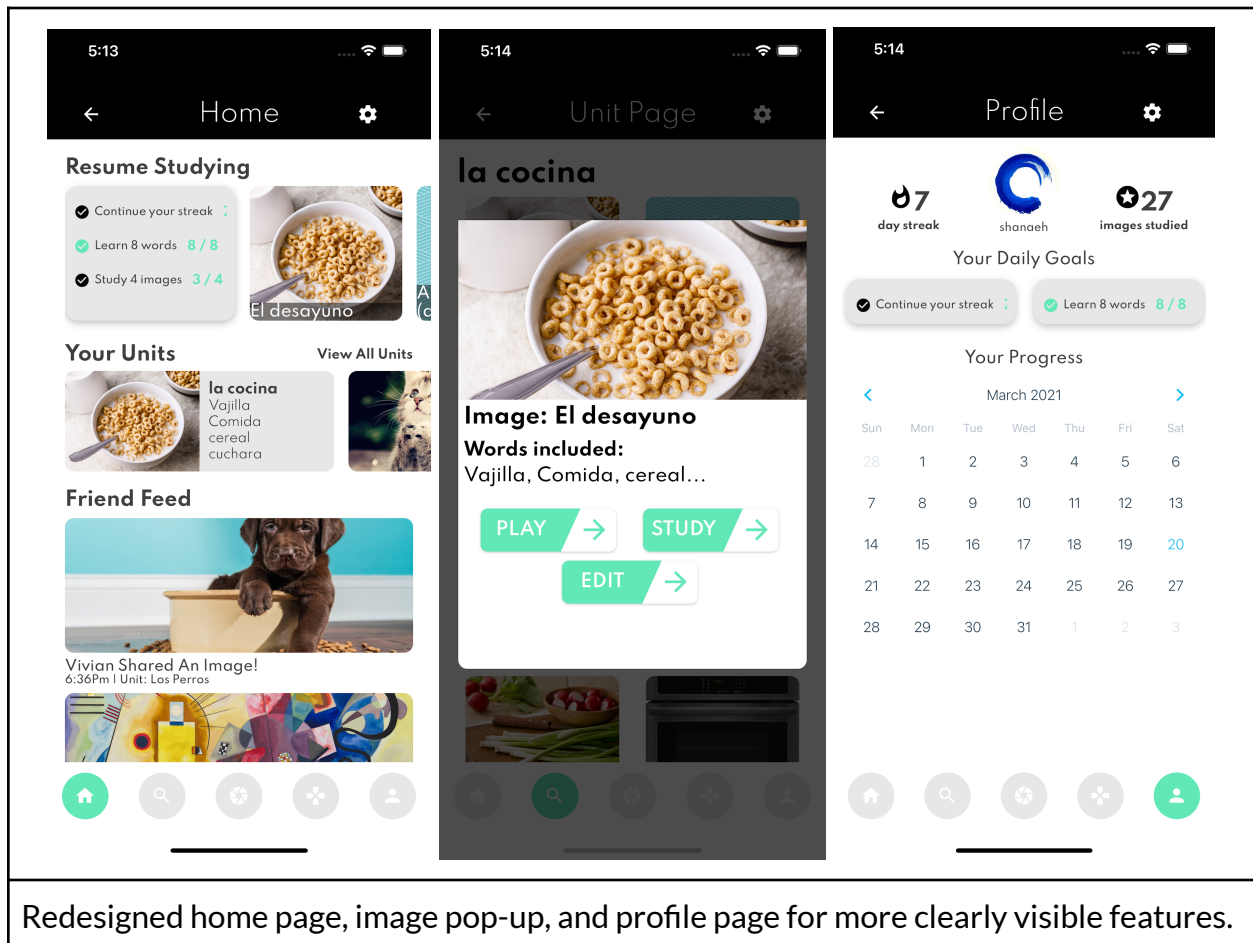 5:13
Home
Resume Studying
Continue your streak
Learn 8 words 8 / 8
Study 4 images 3 / 4
El desayuno
A
(c
Your Units
View All Units
la cocina
Vajilla
Comida
cereal
cuchara
Friend Feed
Vivian Shared An Image!
6:36Pm | Unit: Los Perros
5:14
Unit Page
la cocina
Image: El desayuno
Words included:
Vajilla, Comida, cereal...
PLAY
STUDY
EDIT
5:14
Profile
7
day streak
shanaeh
27
images studied
Your Daily Goals
Continue your streak
Learn 8 words 8 / 8
Your Progress
March 2021
Sun Mon Tue Wed Thu Fri Sat
28 1 2 3 4 5 6
7 8 9 10 11 12 13
14 15 16 17 18 19 20
21 22 23 24 25 26 27
28 29 30 31 1 2 3
Redesigned home page, image pop-up, and profile page for more clearly visible features.